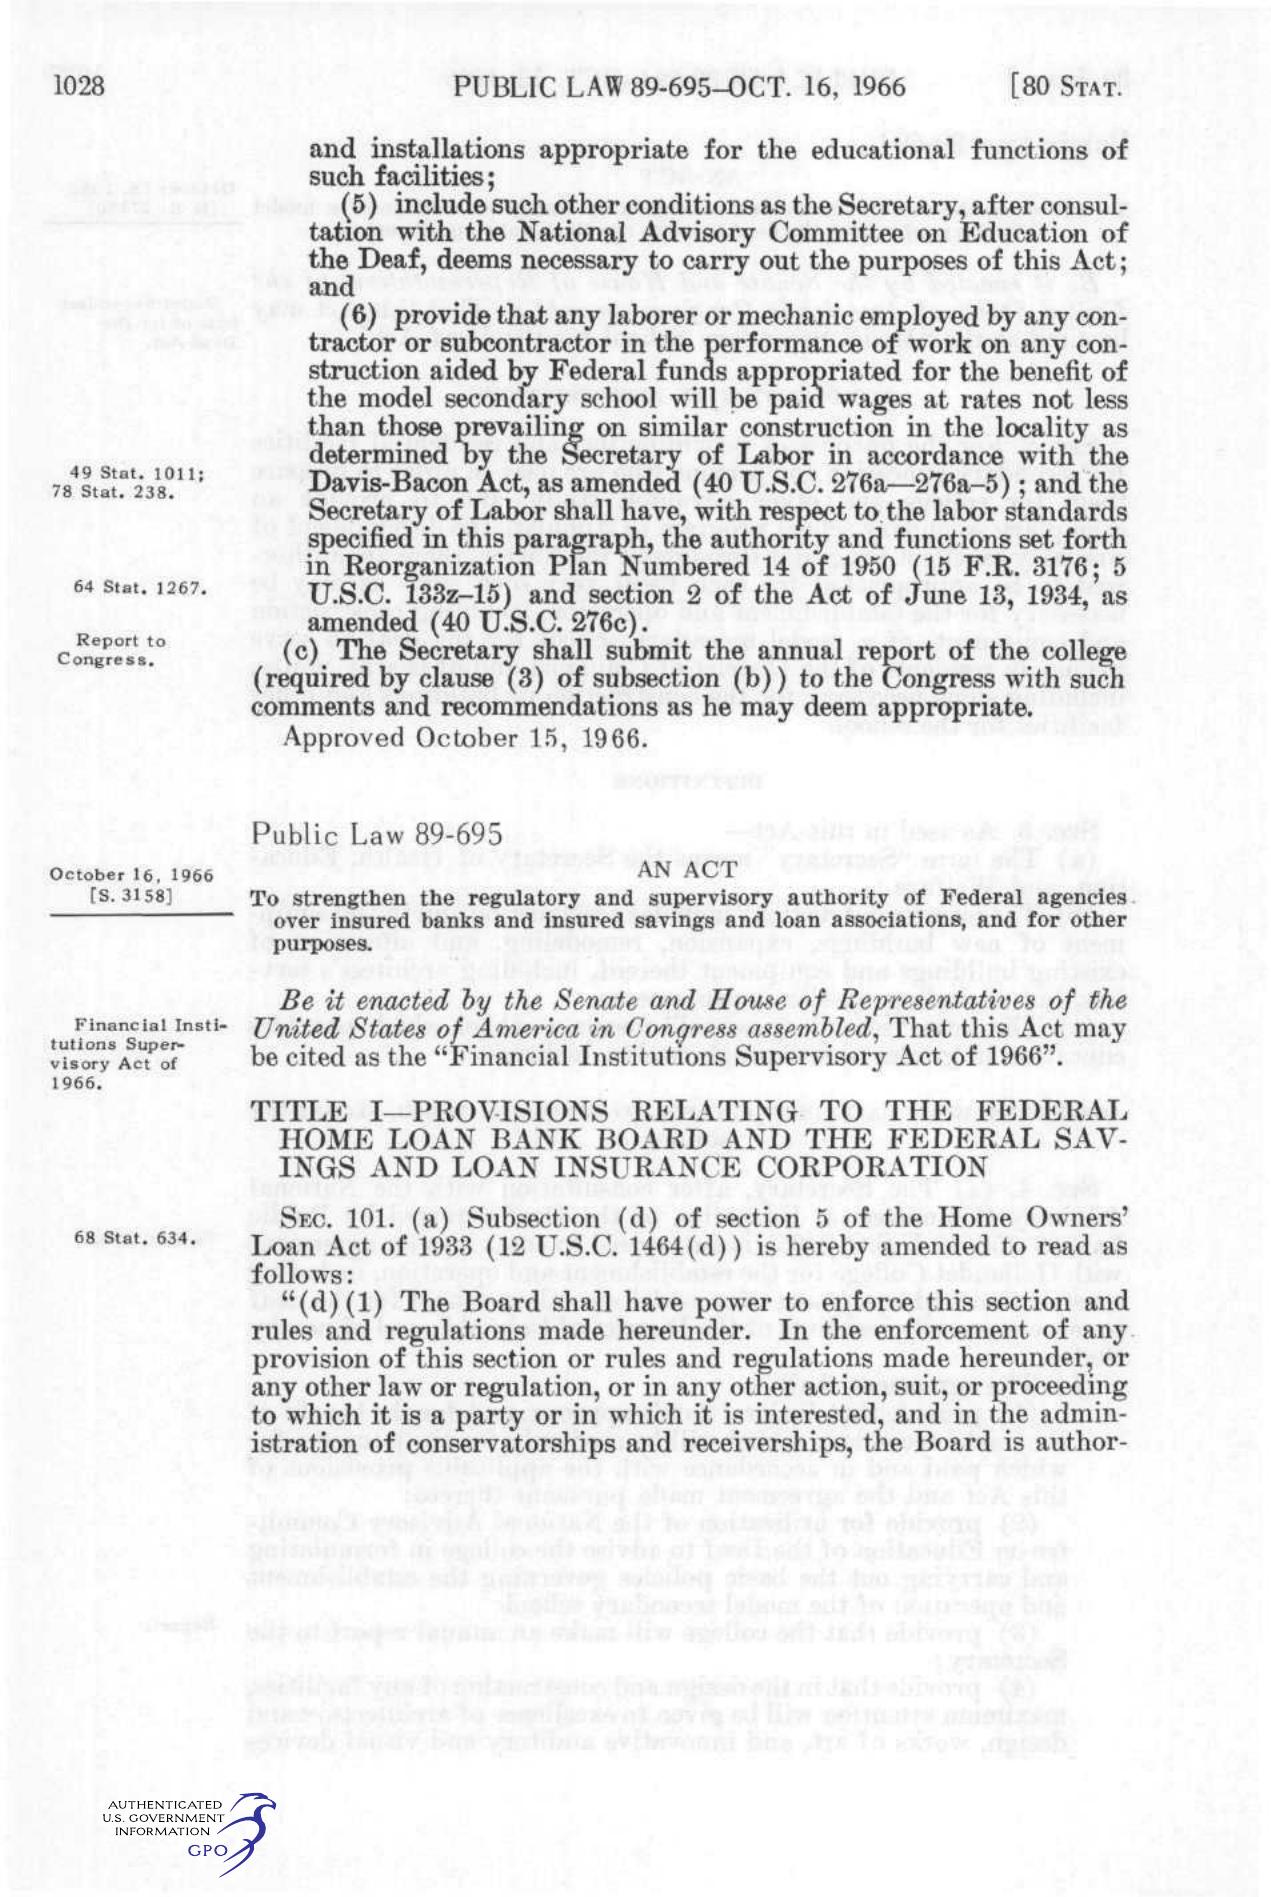 1028
PUBLIC LAW 89-695—OCT. 16, 1966
[80 STAT.
and installations appropriate for the educational functions of
such facilities;
(5) include such other conditions as the Secretary, after consul-
tation with the National Advisory Committee on Education of
the Deaf, deems necessary to carry out the purposes of this Act;
and
(6) provide that any laborer or mechanic employed by any con-
tractor or subcontractor in the performance of work on any con-
struction aided by Federal funds appropriated for the benefit of
the model secondary school will be paid wages at rates not less
than those prevailing on similar construction in the locality as
determined by the Secretary of Labor in accordance with the
49 Stat. 1011;
78 Stat. 238.
Davis-Bacon Act, as amended (40 U.S.C. 276a—276a-5); and the
Secretary of Labor shall have, with respect to the labor standards
specified in this paragraph, the authority and functions set forth
in Reorganization Plan Numbered 14 of 1950 (15 F.R. 3176; 5
64 Stat. 1267.
U.S.C. 133z-15) and section 2 of the Act of June 13, 1934, as
amended (40 U.S.C. 276c).
Report to
Congress.
(c) The Secretary shall submit the annual report of the college
(required by clause (3) of subsection (b)) to the Congress with such
comments and recommendations as he may deem appropriate.
Approved October 15, 1966.
Public Law 89-695
AN ACT
October 16, 1966
[S. 3158]
To strengthen the regulatory and supervisory authority of Federal agencies
over insured banks and insured savings and loan associations, and for other
purposes.
Be it enacted by the Senate and House of Representatives of the
United States of America in Congress assembled, That this Act may
be cited as the “Financial Institutions Supervisory Act of 1966”.
Financial Insti-
tutions Super-
visory Act of
1966.
TITLE I—PROVISIONS RELATING TO THE FEDERAL
HOME LOAN BANK BOARD AND THE FEDERAL SAV-
INGS AND LOAN INSURANCE CORPORATION
SEC. 101. (a) Subsection (d) of section 5 of the Home Owners’
68 Stat. 634.
Loan Act of 1933 (12 U.S.C. 1464(d)) is hereby amended to read as
follows:
“(d)(1) The Board shall have power to enforce this section and
rules and regulations made hereunder. In the enforcement of any
provision of this section or rules and regulations made hereunder, or
any other law or regulation, or in any other action, suit, or proceeding
to which it is a party or in which it is interested, and in the admin-
istration of conservatorships and receiverships, the Board is author-
AUTHENTICATED
U.S. GOVERNMENT
INFORMATION
GPO